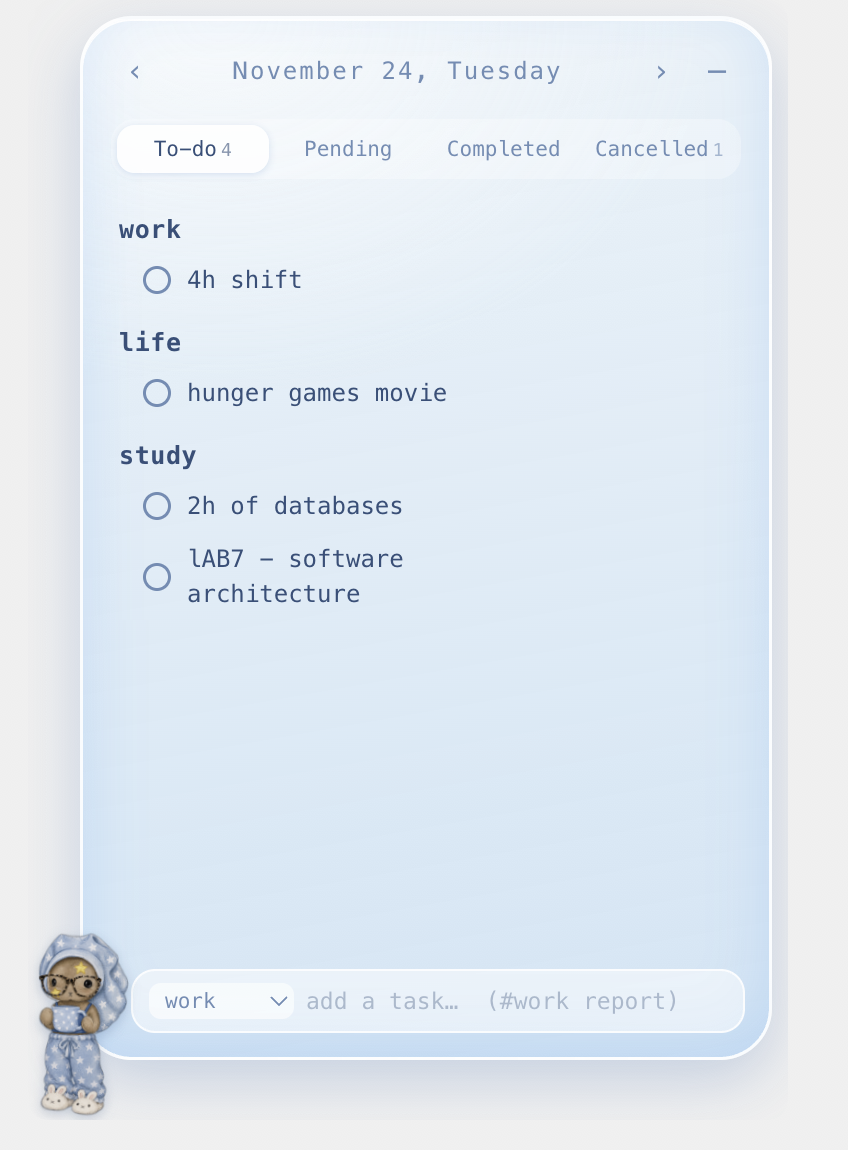 ‹ November 24, Tuesday › —
To-do 4 Pending Completed Cancelled 1
work
4h shift
life
hunger games movie
study
2h of databases
lAB7 - software
architecture
work add a task… (#work report)